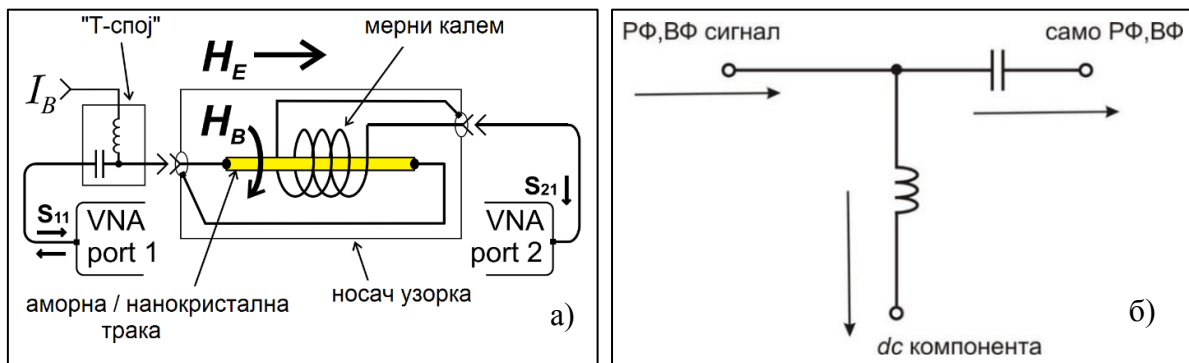 "Т-спој"
мерни калем
H_E
I_B
H_B
S₁₁
S₂₁
VNA
port 1
VNA
port 2
аморна / нанокристална
трака
носач узорка
а)
РФ,ВФ сигнал
само РФ,ВФ
dc компонента
б)